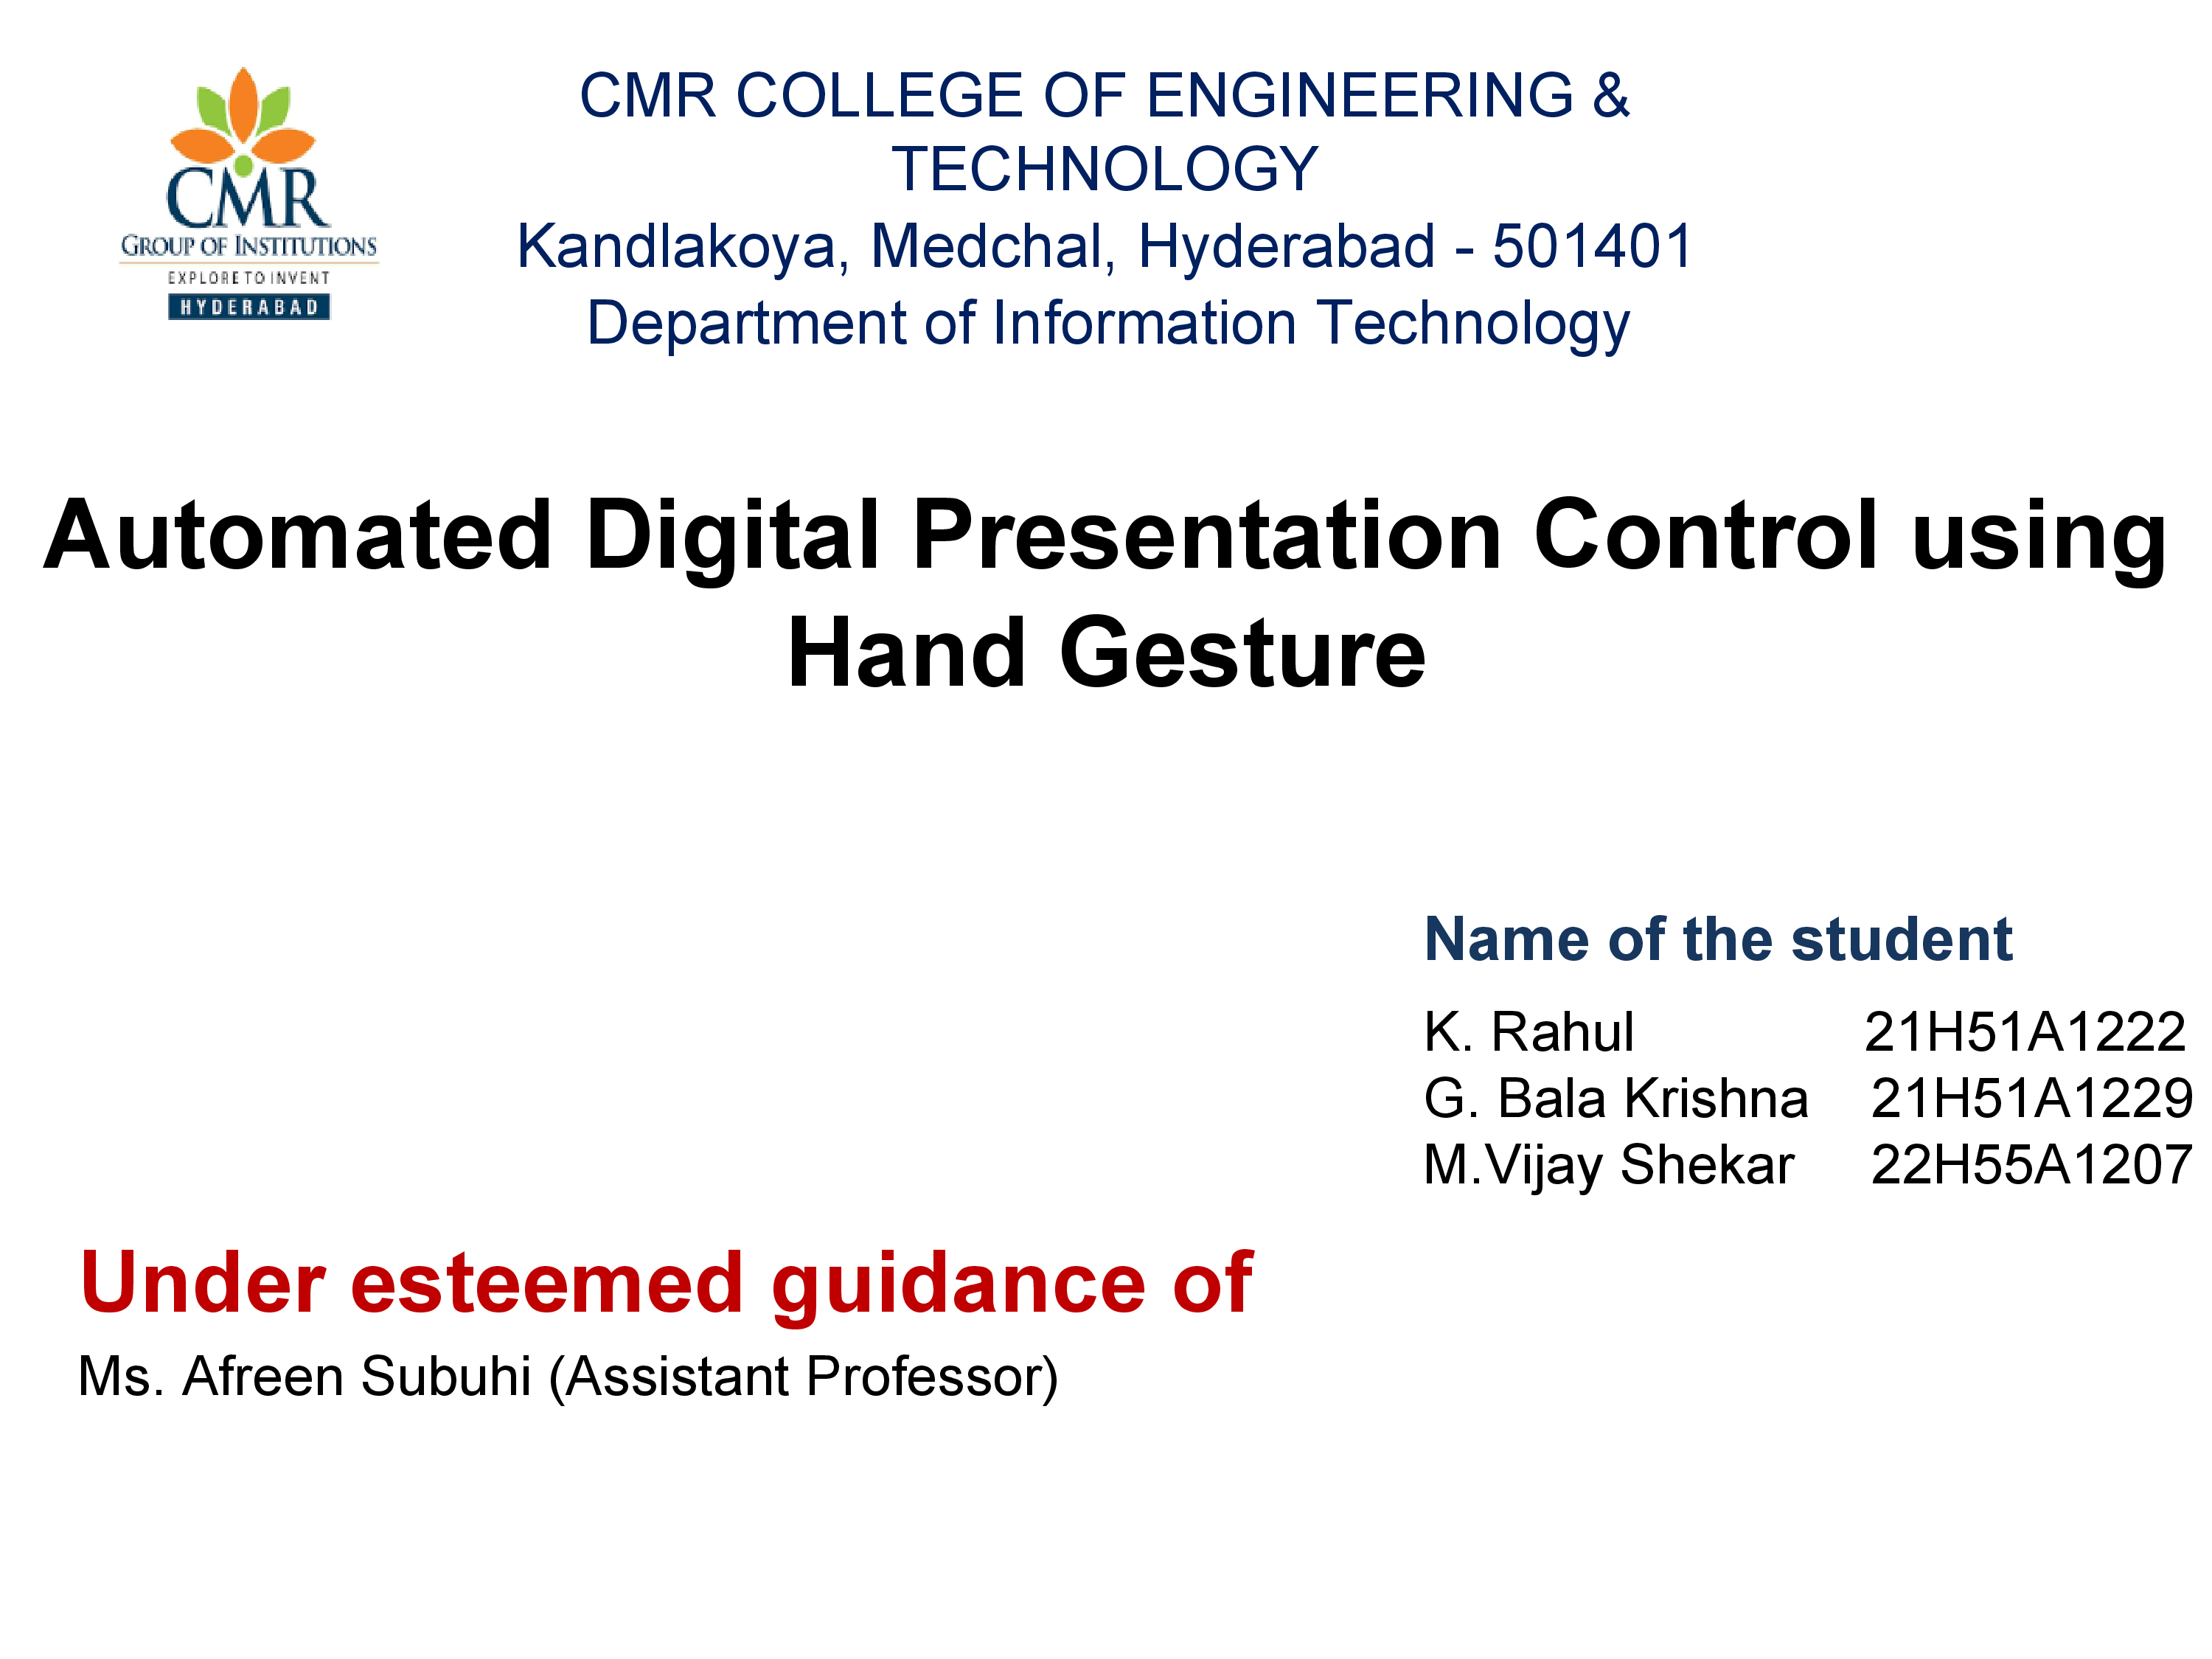 CMR
GROUP OF INSTITUTIONS
EXPLORE TO INVENT
HYDERABAD
CMR COLLEGE OF ENGINEERING &
TECHNOLOGY
Kandlakoya, Medchal, Hyderabad - 501401
Department of Information Technology
Automated Digital Presentation Control using
Hand Gesture
Name of the student
K. Rahul 21H51A1222
G. Bala Krishna 21H51A1229
M.Vijay Shekar 22H55A1207
Under esteemed guidance of
Ms. Afreen Subuhi (Assistant Professor)